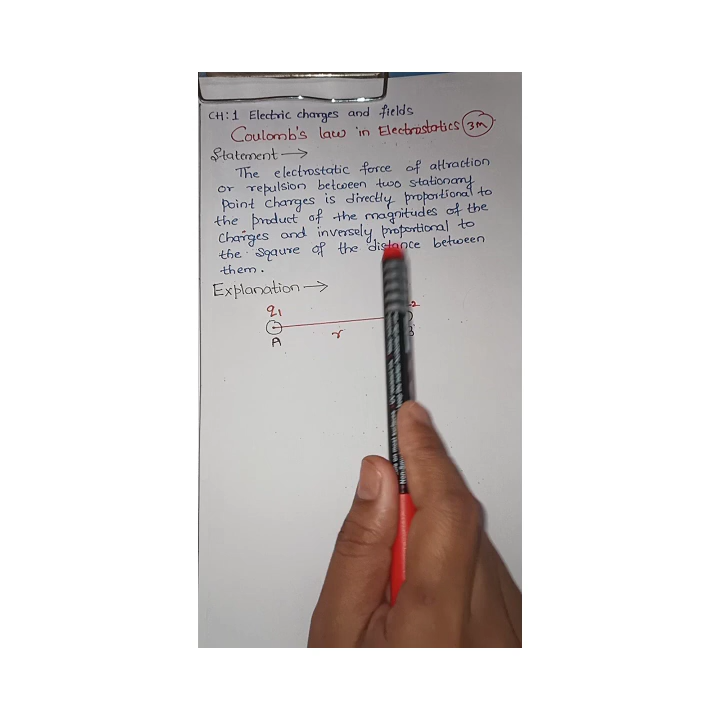 CH:1 Electric charges and fields
Coulomb's law in Electrostatics 3M
Statement →
The electrostatic force of attraction
or repulsion between two stationary
Point Charges is directly proportional to
the product of the magnitudes of the
charges and inversely proportional to
the Sqaure of the distance between
them.
Explanation →
q1 2
r
A B